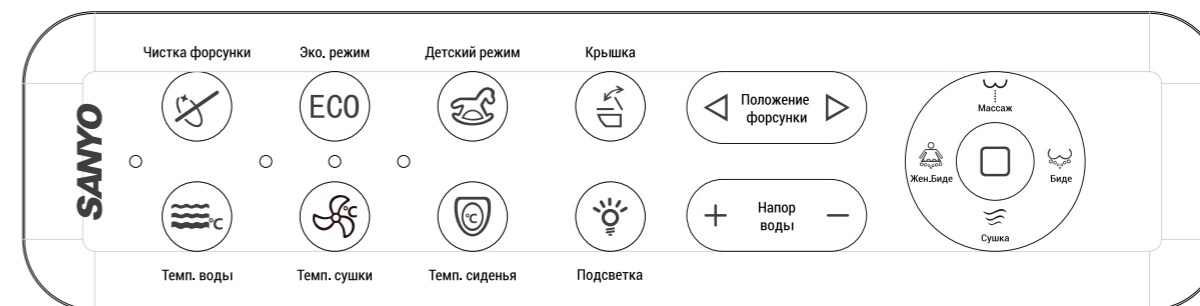 Чистка форсунки
Эко. режим
Детский режим
Крышка
SANYO
ECO
Положение
форсунки
Массаж
Жен.Биде
Биде
Сушка
°C
°C
°C
Напор
воды
Темп. воды
Темп. сушки
Темп. сиденья
Подсветка